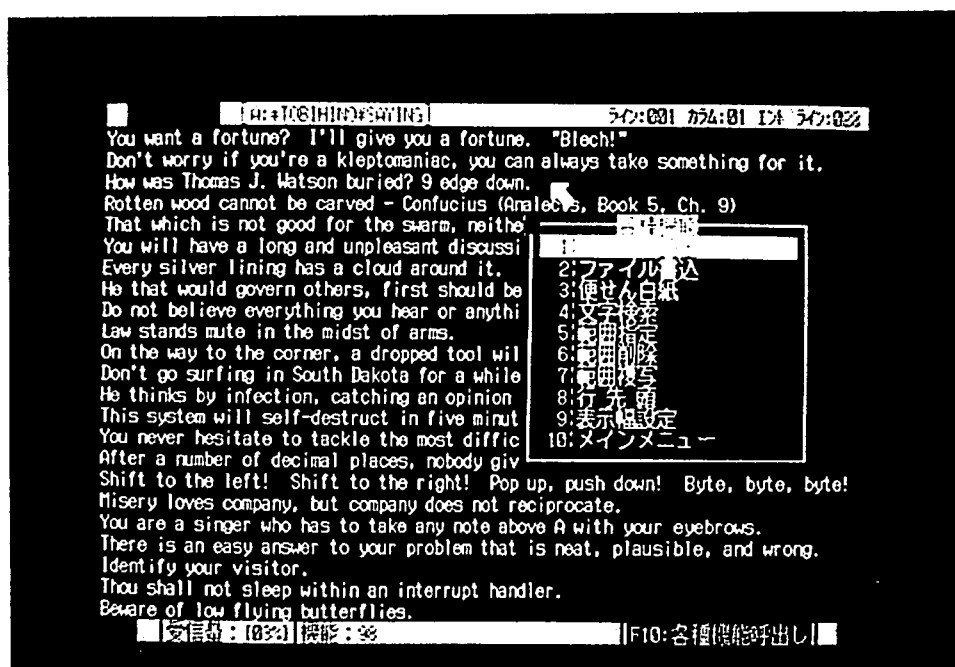 ライン:001 カラム:01 エンド ライン:
You want a fortune? I'll give you a fortune. "Blech!"
Don't worry if you're a kleptomaniac, you can always take something for it.
How was Thomas J. Watson buried? 9 edge down.
Rotten wood cannot be carved - Confucius (Analects, Book 5, Ch. 9)
That which is not good for the swarm, neithe
You will have a long and unpleasant discussi
Every silver lining has a cloud around it.
He that would govern others, first should be
Do not believe everything you hear or anythi
Law stands mute in the midst of arms.
On the way to the corner, a dropped tool wil
Don't go surfing in South Dakota for a while
He thinks by infection, catching an opinion
This system will self-destruct in five minut
You never hesitate to tackle the most diffic
After a number of decimal places, nobody giv
Shift to the left! Shift to the right! Pop up, push down! Byte, byte, byte!
Misery loves company, but company does not reciprocate.
You are a singer who has to take any note above A with your eyebrows.
There is an easy answer to your problem that is neat, plausible, and wrong.
Identify your visitor.
Thou shall not sleep within an interrupt handler.
Beware of low flying butterflies.
各種機能
1:
2:ファイル書込
3:便せん白紙
4:文字検索
5:範囲指定
6:範囲削除
7:範囲複写
8:行先頭
9:表示幅設定
10:メインメニュー
機能:
F10:各種機能呼出し